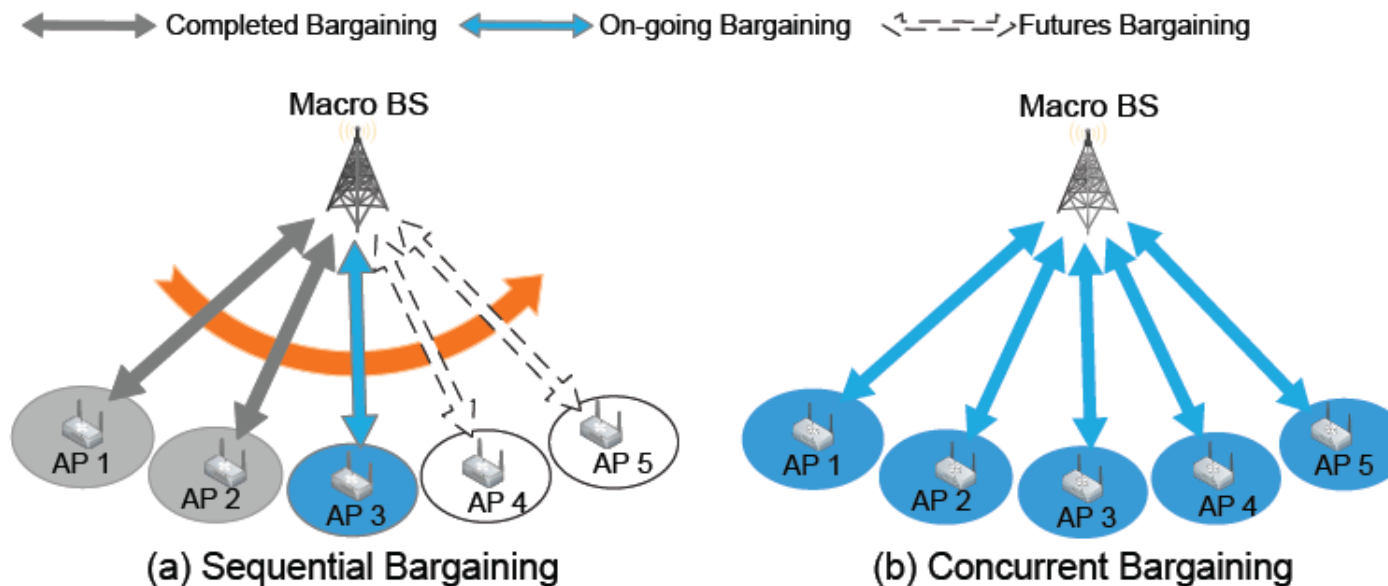 Completed Bargaining On-going Bargaining Futures Bargaining
Macro BS Macro BS
AP 1 AP 2 AP 3 AP 4 AP 5 AP 1 AP 2 AP 3 AP 4 AP 5
(a) Sequential Bargaining (b) Concurrent Bargaining